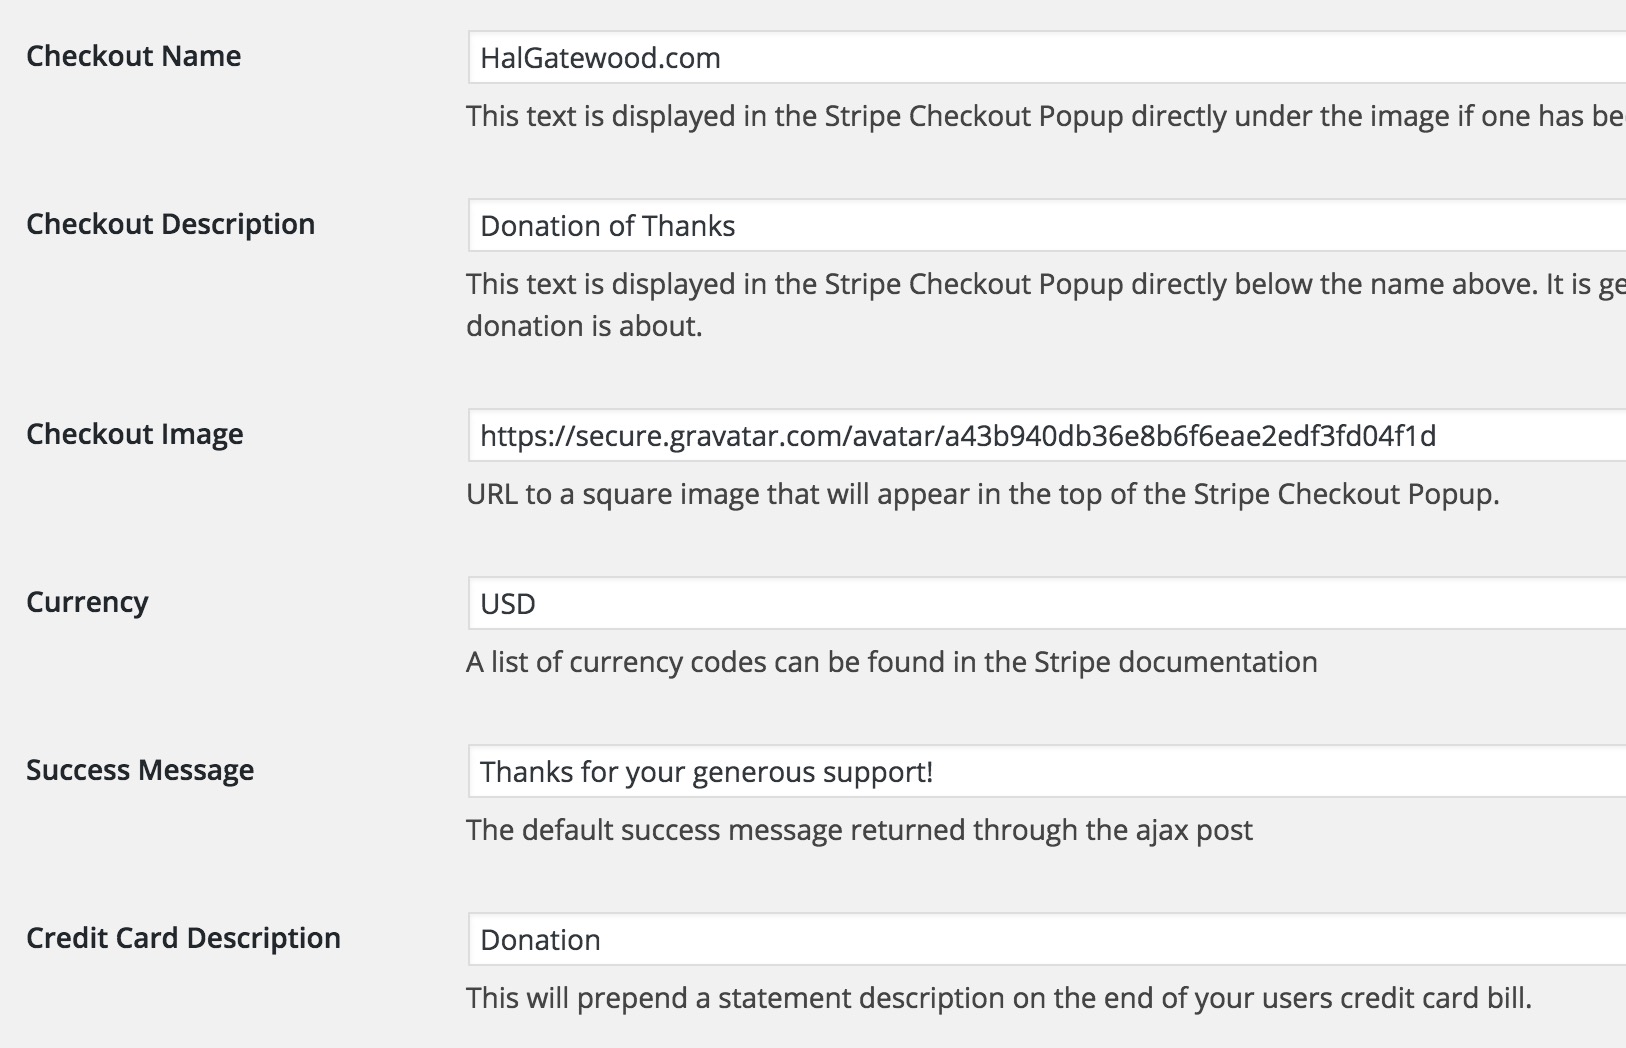 Checkout Name
HalGatewood.com
This text is displayed in the Stripe Checkout Popup directly under the image if one has
Checkout Description
Donation of Thanks
This text is displayed in the Stripe Checkout Popup directly below the name above. It is
donation is about.
Checkout Image
https://secure.gravatar.com/avatar/a43b940db36e8b6f6eae2edf3fd04f1d
URL to a square image that will appear in the top of the Stripe Checkout Popup.
Currency
USD
A list of currency codes can be found in the Stripe documentation
Success Message
Thanks for your generous support!
The default success message returned through the ajax post
Credit Card Description
Donation
This will prepend a statement description on the end of your users credit card bill.